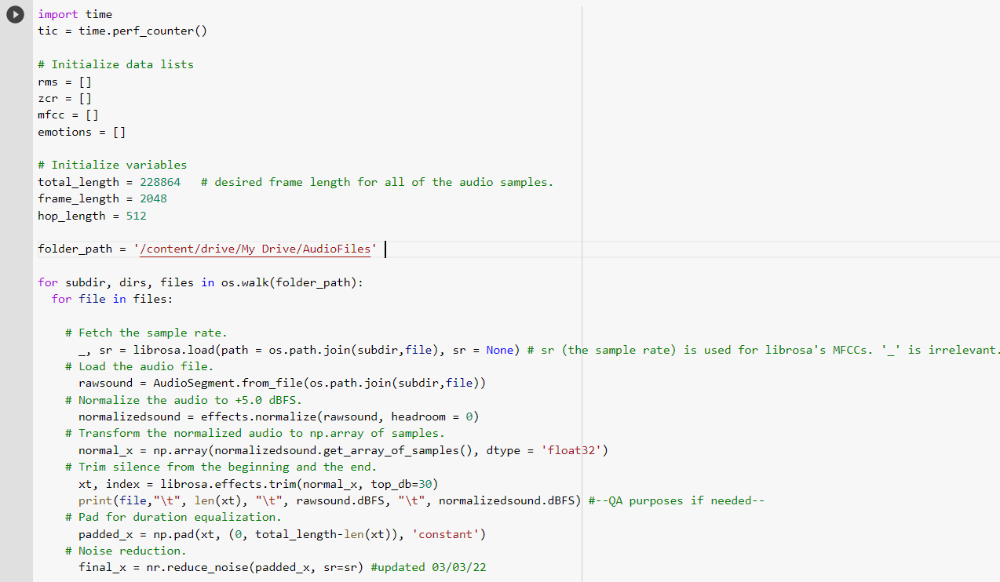 import time
tic = time.perf_counter()
# Initialize data lists
rms = []
zcr = []
mfcc = []
emotions = []
# Initialize variables
total_length = 228864   # desired frame length for all of the audio samples.
frame_length = 2048
hop_length = 512
folder_path = '/content/drive/My Drive/AudioFiles'
for subdir, dirs, files in os.walk(folder_path):
  for file in files:
    # Fetch the sample rate.
      _, sr = librosa.load(path = os.path.join(subdir,file), sr = None) # sr (the sample rate) is used for librosa's MFCCs. '_' is irrelevant.
    # Load the audio file.
      rawsound = AudioSegment.from_file(os.path.join(subdir,file))
    # Normalize the audio to +5.0 dBFS.
      normalizedsound = effects.normalize(rawsound, headroom = 0)
    # Transform the normalized audio to np.array of samples.
      normal_x = np.array(normalizedsound.get_array_of_samples(), dtype = 'float32')
    # Trim silence from the beginning and the end.
      xt, index = librosa.effects.trim(normal_x, top_db=30)
      print(file,"\t", len(xt), "\t", rawsound.dBFS, "\t", normalizedsound.dBFS) #--QA purposes if needed--
    # Pad for duration equalization.
      padded_x = np.pad(xt, (0, total_length-len(xt)), 'constant')
    # Noise reduction.
      final_x = nr.reduce_noise(padded_x, sr=sr) #updated 03/03/22